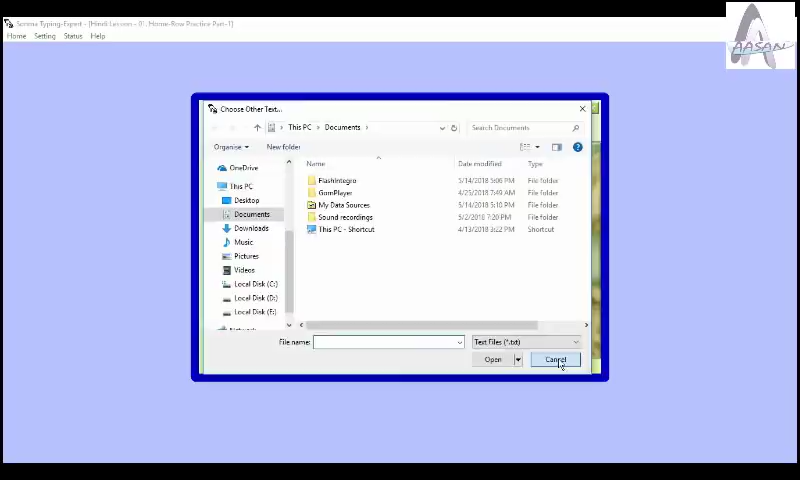 Sonma Typing-Expert - [Hindi Lesson - 01. Home-Row Practice Part-1]
Home Setting Status Help
AASAN
Choose Other Text...
This PC Documents
Search Documents
Organise New folder
Name Date modified Type
OneDrive
This PC
Desktop
Documents
Downloads
Music
Pictures
Videos
Local Disk (C:)
Local Disk (D:)
Local Disk (E:)
Network
FlashIntegro 5/14/2018 5:06 PM File folder
GomPlayer 4/25/2018 7:49 AM File folder
My Data Sources 5/14/2018 5:10 PM File folder
Sound recordings 5/2/2018 7:20 PM File folder
This PC - Shortcut 4/13/2018 3:22 PM Shortcut
File name: Text Files (*.txt)
Open Cancel